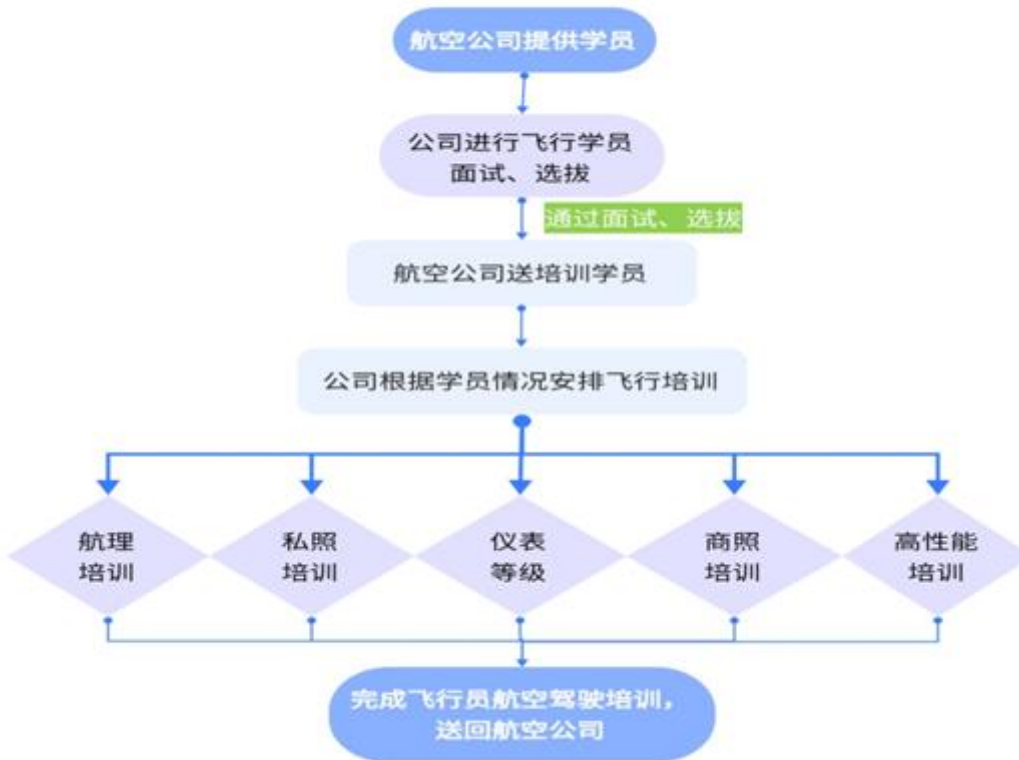 航空公司提供学员
公司进行飞行学员
面试、选拔
通过面试、选拔
航空公司送培训学员
公司根据学员情况安排飞行培训
航理
培训
私照
培训
仪表
等级
商照
培训
高性能
培训
完成飞行员航空驾驶培训，
送回航空公司